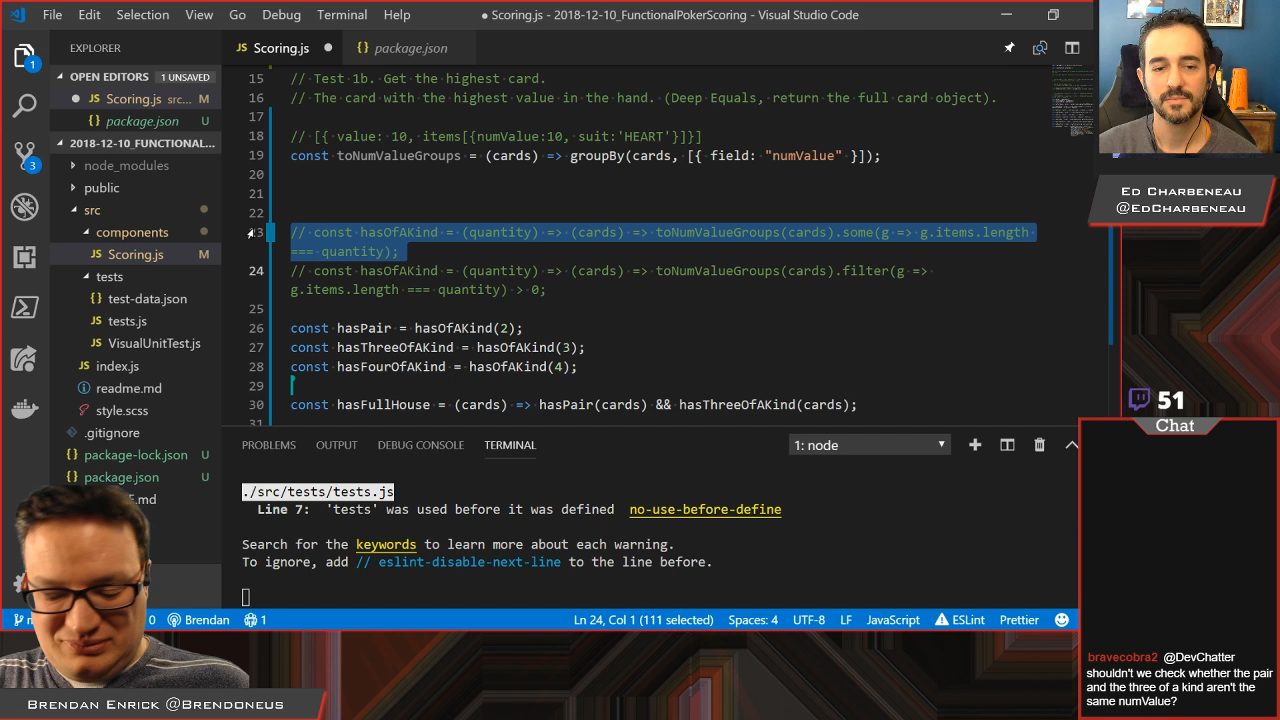 File Edit Selection View Go Debug Terminal Help
● Scoring.js - 2018-12-10_FunctionalPokerScoring - Visual Studio Code
EXPLORER
OPEN EDITORS 1 UNSAVED
● JS Scoring.js src... M
{} package.json U
2018-12-10_FUNCTIONAL...
node_modules
public
src
components
JS Scoring.js M
tests
{} test-data.json
JS tests.js
JS VisualUnitTest.js
JS index.js
readme.md
style.scss
.gitignore
{} package-lock.json U
{} package.json U
.md
1
3
JS Scoring.js ●
{} package.json
15 // Test 1b. Get the highest card.
16 // The card with the highest value in the hand. (Deep Equals, return the full card object).
17
18 // [{ value: 10, items[{numValue:10, suit:'HEART'}]}]
19 const toNumValueGroups = (cards) => groupBy(cards, [{ field: "numValue" }]);
20
21
22
23 // const hasOfAKind = (quantity) => (cards) => toNumValueGroups(cards).some(g => g.items.length
=== quantity);
24 // const hasOfAKind = (quantity) => (cards) => toNumValueGroups(cards).filter(g =>
g.items.length === quantity) > 0;
25
26 const hasPair = hasOfAKind(2);
27 const hasThreeOfAKind = hasOfAKind(3);
28 const hasFourOfAKind = hasOfAKind(4);
29
30 const hasFullHouse = (cards) => hasPair(cards) && hasThreeOfAKind(cards);
31
PROBLEMS OUTPUT DEBUG CONSOLE TERMINAL
1: node
./src/tests/tests.js
Line 7: 'tests' was used before it was defined no-use-before-define
Search for the keywords to learn more about each warning.
To ignore, add // eslint-disable-next-line to the line before.
0 Brendan 1
Ln 24, Col 1 (111 selected) Spaces: 4 UTF-8 LF JavaScript ESLint Prettier
Ed Charbeneau
@EdCharbeneau
51
Chat
bravecobra2 @DevChatter
shouldn't we check whether the pair
and the three of a kind aren't the
same numValue?
Brendan Enrick @Brendoneus